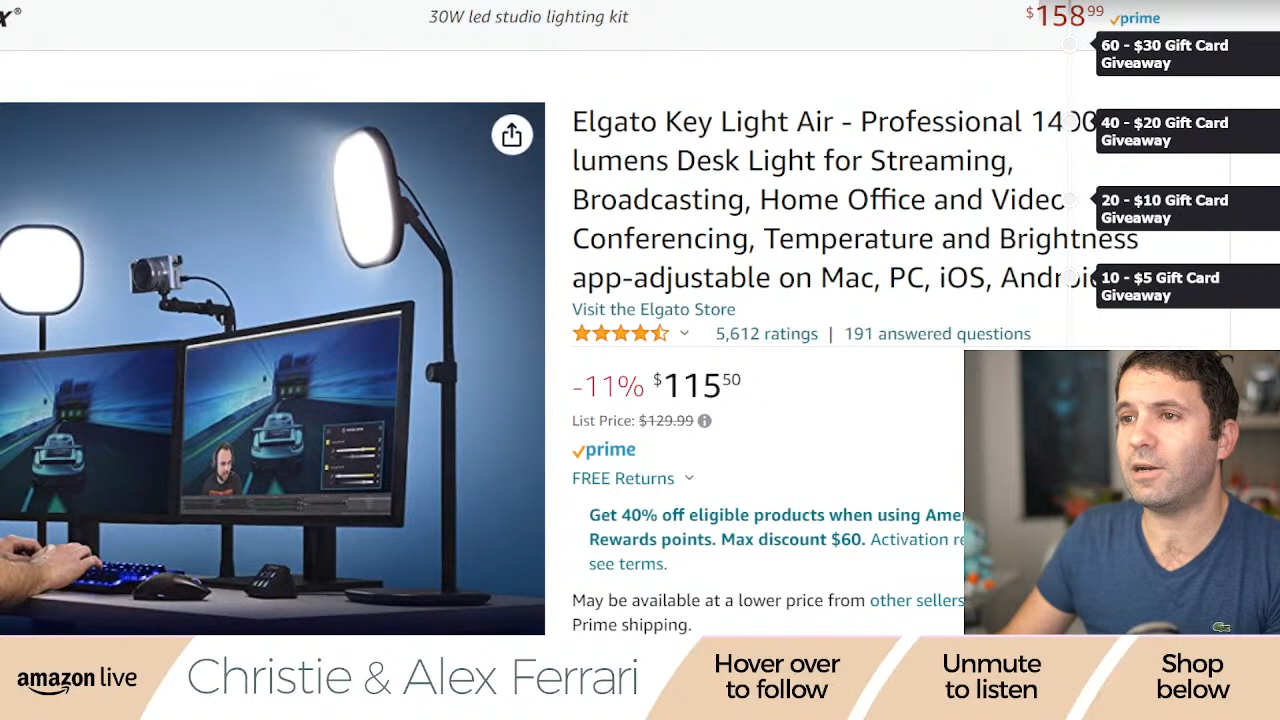 x®
30W led studio lighting kit
$158.99
prime
60 - $30 Gift Card
Giveaway
40 - $20 Gift Card
Giveaway
20 - $10 Gift Card
Giveaway
10 - $5 Gift Card
Giveaway
Elgato Key Light Air - Professional 1400
lumens Desk Light for Streaming,
Broadcasting, Home Office and Video
Conferencing, Temperature and Brightness
app-adjustable on Mac, PC, iOS, Android
Visit the Elgato Store
5,612 ratings | 191 answered questions
-11% $115.50
List Price: $129.99
prime
FREE Returns
Get 40% off eligible products when using Amer
Rewards points. Max discount $60. Activation re
see terms.
May be available at a lower price from other sellers
Prime shipping.
amazon live
Christie & Alex Ferrari
Hover over
to follow
Unmute
to listen
Shop
below